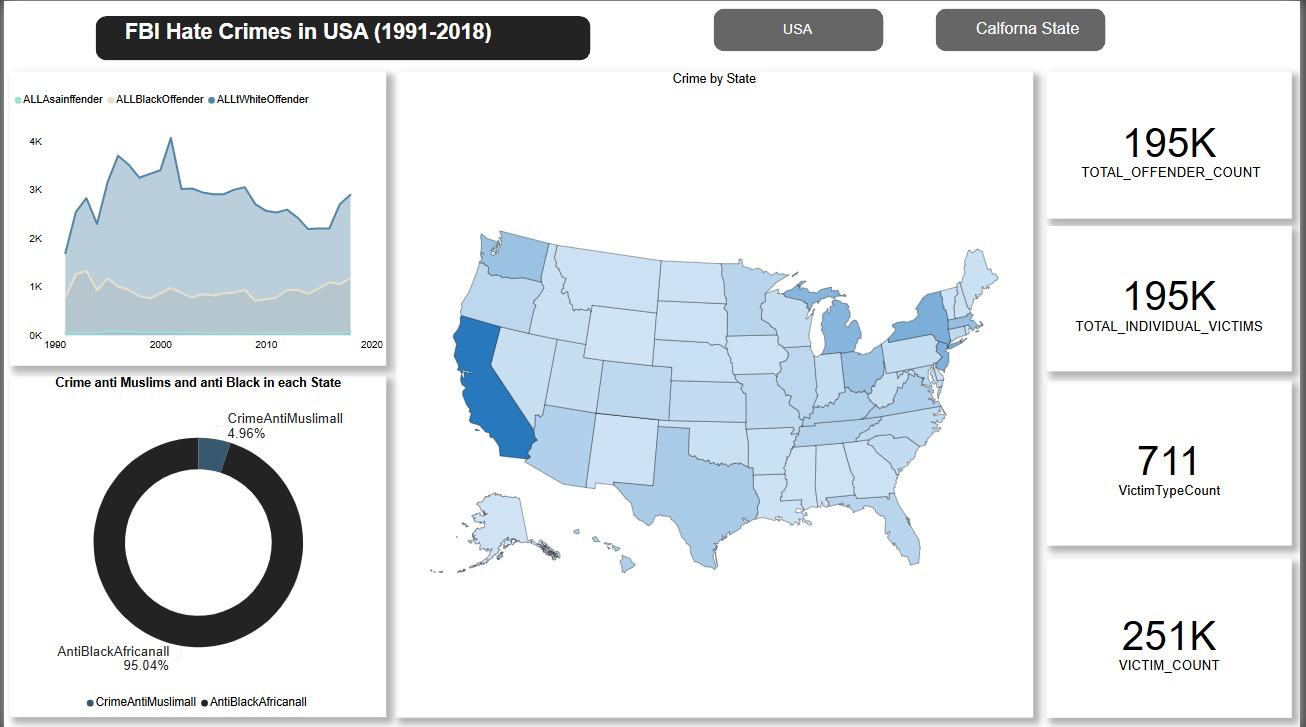 FBI Hate Crimes in USA (1991-2018)
USA
Calforna State
ALLAsainffender ALLBlackOffender ALLtWhiteOffender
4K
3K
2K
1K
0K
1990 2000 2010 2020
Crime anti Muslims and anti Black in each State
CrimeAntiMuslimall
4.96%
AntiBlackAfricanall
95.04%
CrimeAntiMuslimall AntiBlackAfricanall
Crime by State
195K
TOTAL_OFFENDER_COUNT
195K
TOTAL_INDIVIDUAL_VICTIMS
711
VictimTypeCount
251K
VICTIM_COUNT